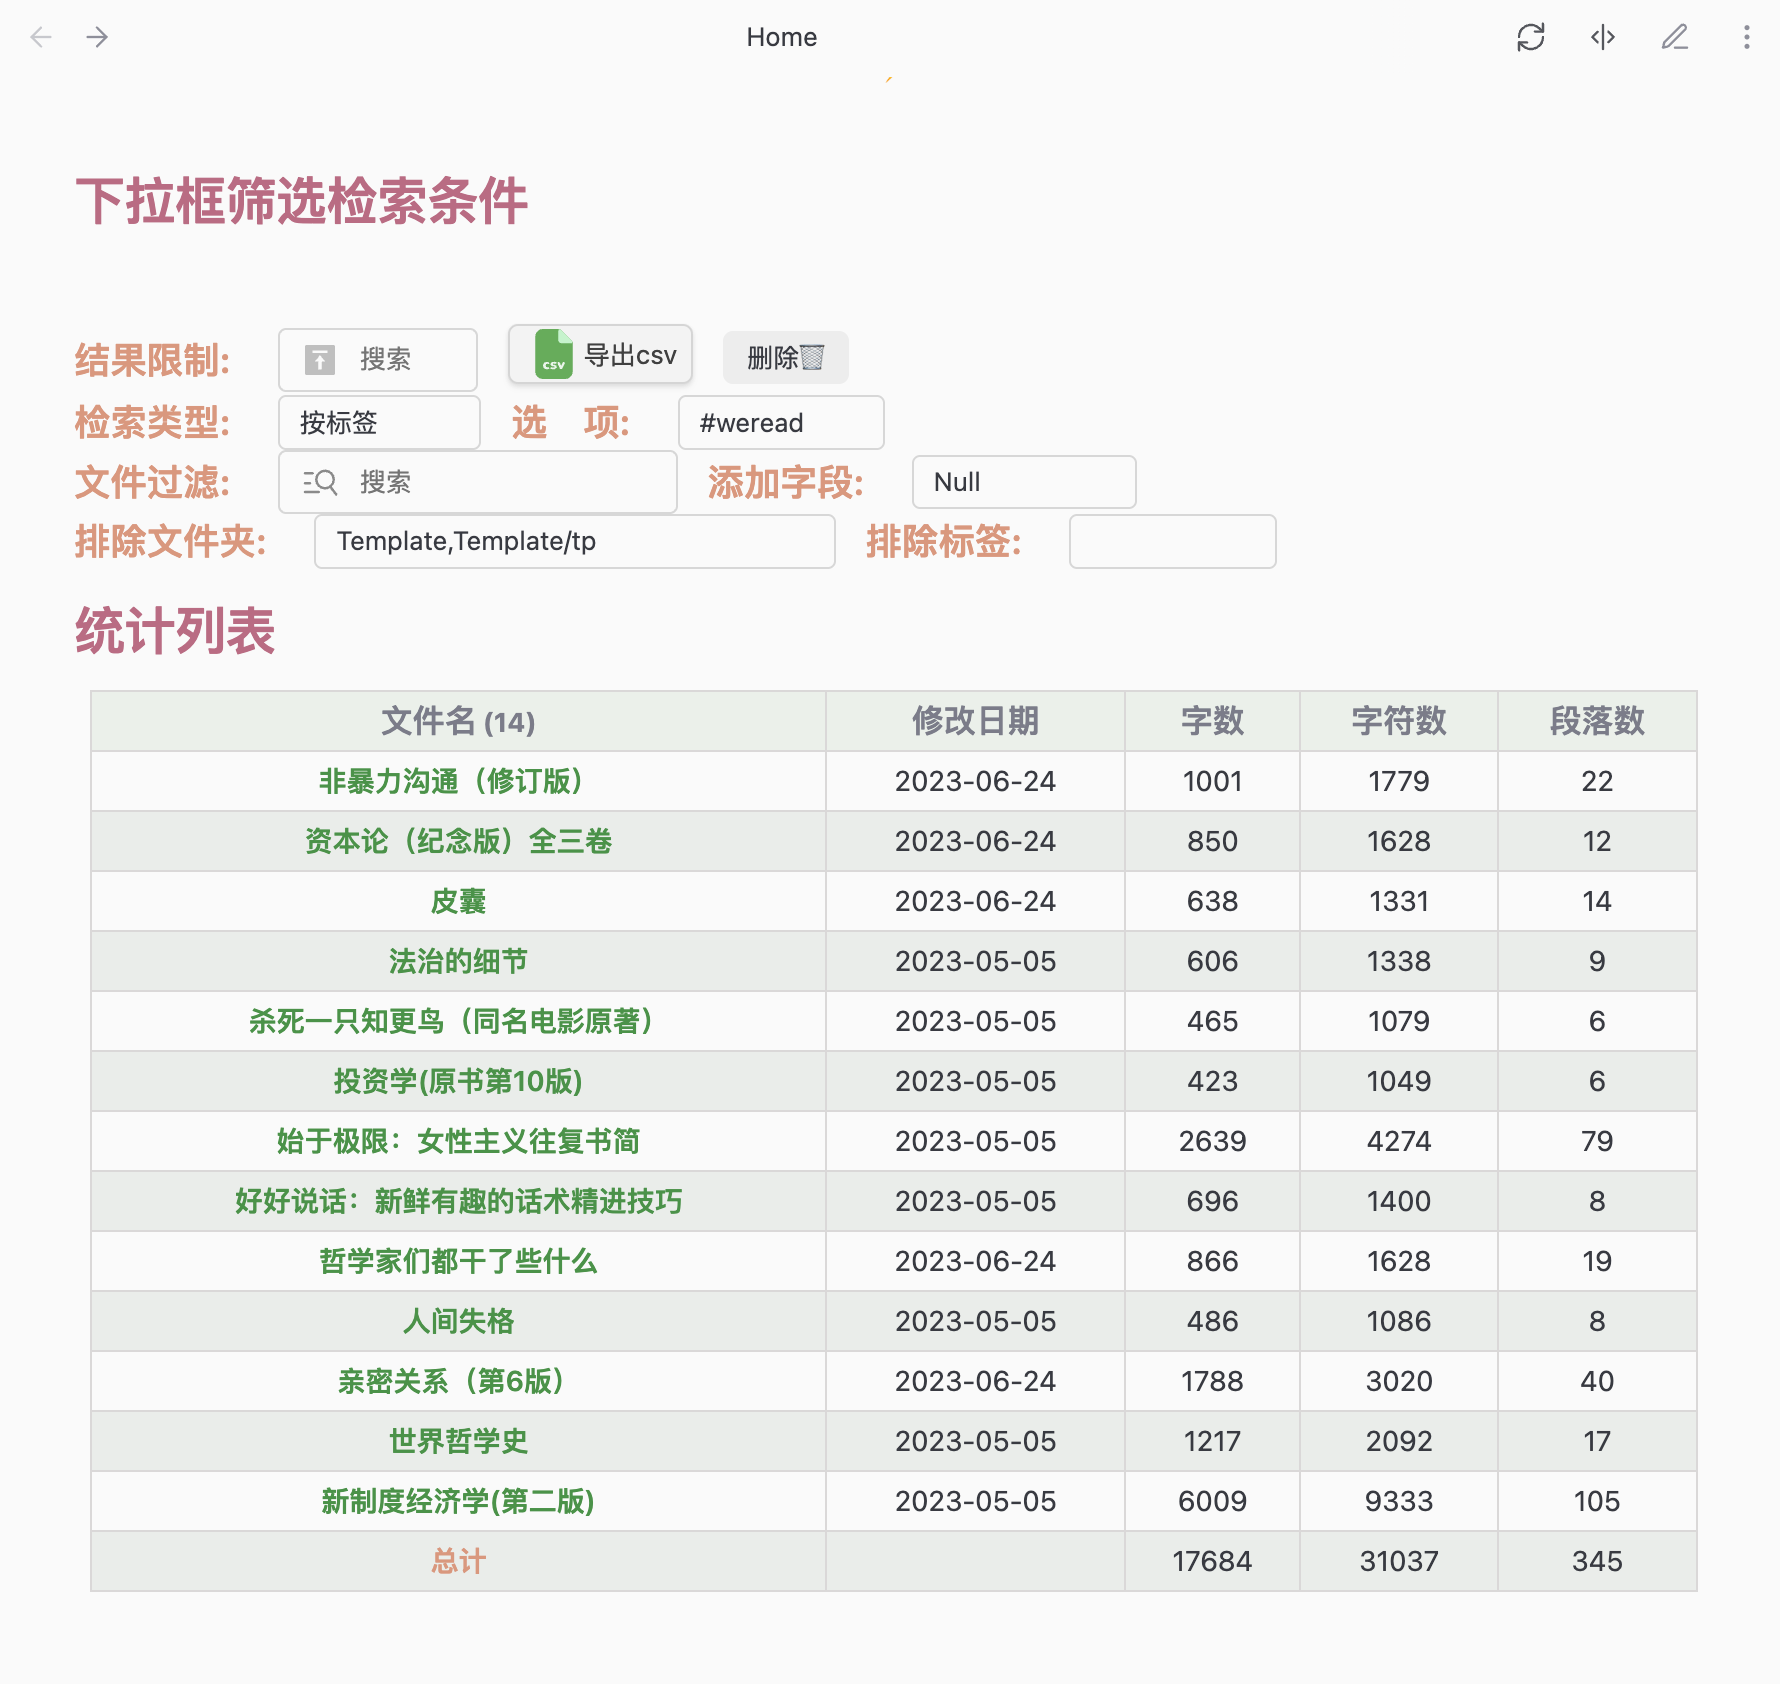 Home
下拉框筛选检索条件
结果限制: 搜索 csv 导出csv 删除🗑
检索类型: 按标签 选 项: #weread
文件过滤: 搜索 添加字段: Null
排除文件夹: Template,Template/tp 排除标签:
统计列表
文件名 (14) 修改日期 字数 字符数 段落数
非暴力沟通（修订版） 2023-06-24 1001 1779 22
资本论（纪念版）全三卷 2023-06-24 850 1628 12
皮囊 2023-06-24 638 1331 14
法治的细节 2023-05-05 606 1338 9
杀死一只知更鸟（同名电影原著） 2023-05-05 465 1079 6
投资学(原书第10版) 2023-05-05 423 1049 6
始于极限：女性主义往复书简 2023-05-05 2639 4274 79
好好说话：新鲜有趣的话术精进技巧 2023-05-05 696 1400 8
哲学家们都干了些什么 2023-06-24 866 1628 19
人间失格 2023-05-05 486 1086 8
亲密关系（第6版） 2023-06-24 1788 3020 40
世界哲学史 2023-05-05 1217 2092 17
新制度经济学(第二版) 2023-05-05 6009 9333 105
总计 17684 31037 345